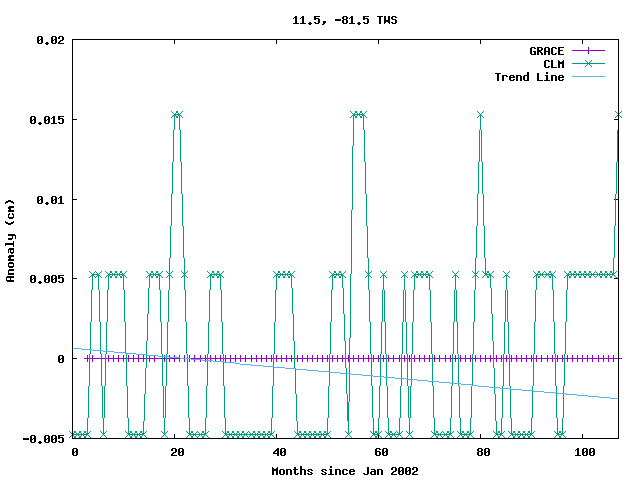 11.5, -81.5 TWS
GRACE
CLM
Trend Line
0.02
0.015
0.01
0.005
0
-0.005
Anomaly (cm)
0 20 40 60 80 100
Months since Jan 2002